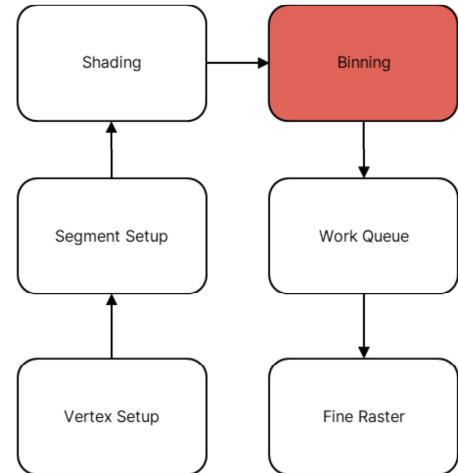 Shading
Binning
Segment Setup
Work Queue
Vertex Setup
Fine Raster